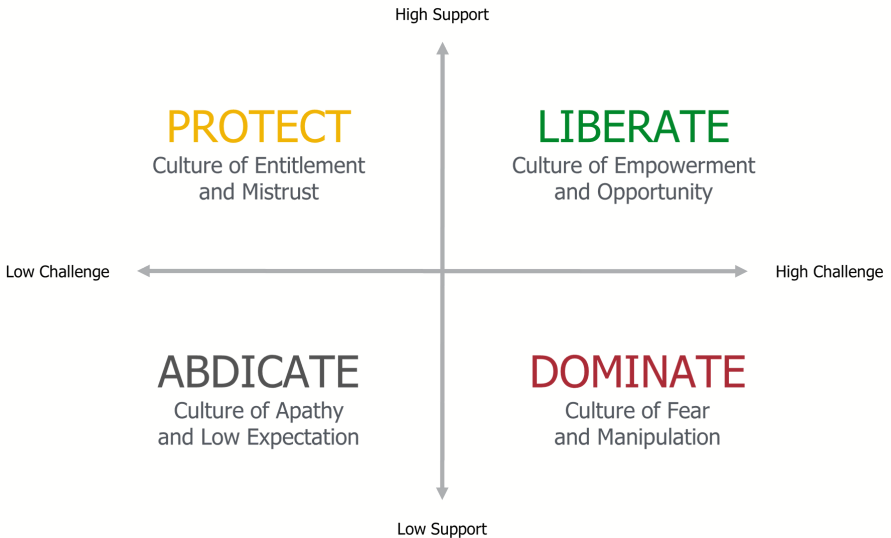 High Support
PROTECT
Culture of Entitlement
and Mistrust
LIBERATE
Culture of Empowerment
and Opportunity
Low Challenge
High Challenge
ABDICATE
Culture of Apathy
and Low Expectation
DOMINATE
Culture of Fear
and Manipulation
Low Support